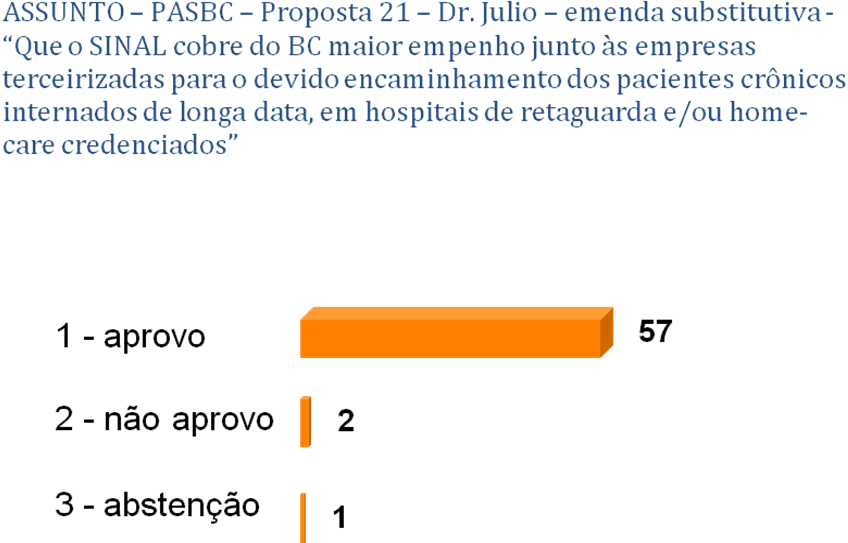 ASSUNTO – PASBC – Proposta 21 – Dr. Julio – emenda substitutiva -
“Que o SINAL cobre do BC maior empenho junto às empresas
terceirizadas para o devido encaminhamento dos pacientes crônicos
internados de longa data, em hospitais de retaguarda e/ou home-
care credenciados”
1 - aprovo 57
2 - não aprovo 2
3 - abstenção 1